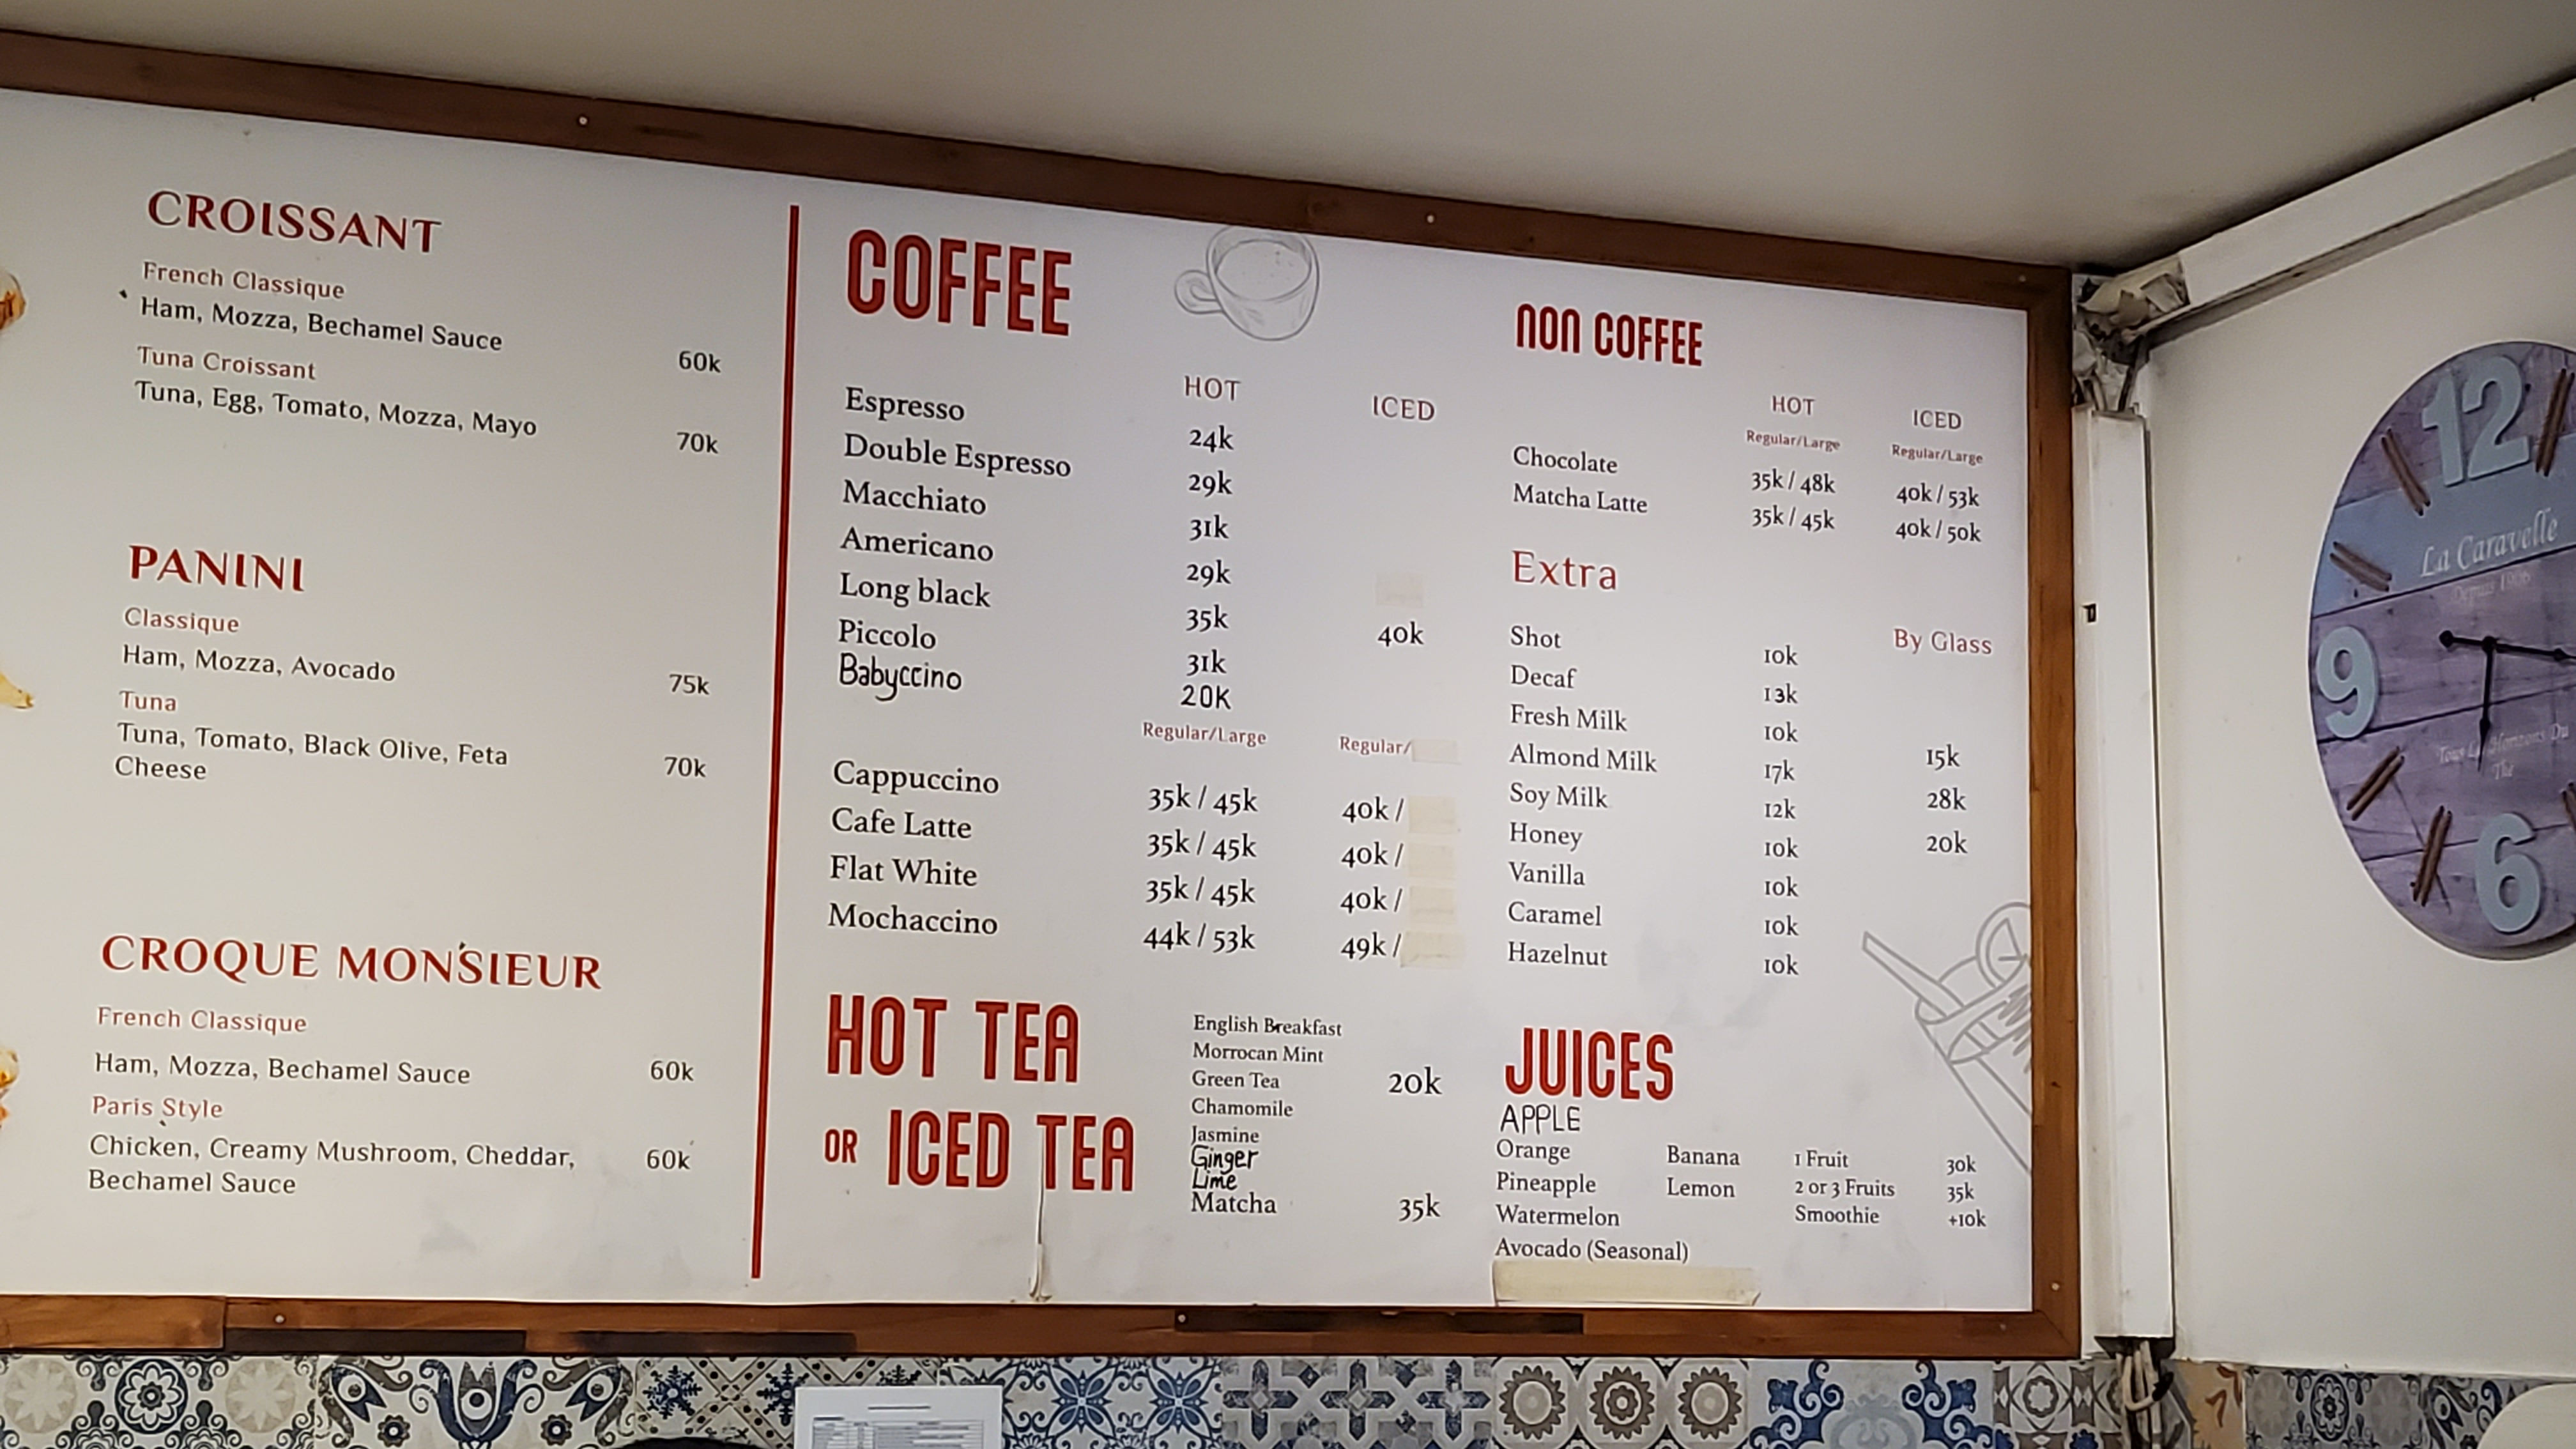 CROISSANT
French Classique
Ham, Mozza, Bechamel Sauce 60k
Tuna Croissant
Tuna, Egg, Tomato, Mozza, Mayo 70k
PANINI
Classique
Ham, Mozza, Avocado 75k
Tuna
Tuna, Tomato, Black Olive, Feta 70k
Cheese
CROQUE MONSIEUR
French Classique
Ham, Mozza, Bechamel Sauce 60k
Paris Style
Chicken, Creamy Mushroom, Cheddar, 60k
Bechamel Sauce
COFFEE
HOT ICED
Espresso 24k
Double Espresso 29k
Macchiato 31k
Americano 29k
Long black 35k 40k
Piccolo 31k
Babyccino 20K
Regular/Large Regular/
Cappuccino 35k / 45k 40k /
Cafe Latte 35k / 45k 40k /
Flat White 35k / 45k 40k /
Mochaccino 44k / 53k 49k /
HOT TEA
OR ICED TEA
English Breakfast
Morrocan Mint
Green Tea 20k
Chamomile
Jasmine
Ginger
Lime
Matcha 35k
NON COFFEE
HOT ICED
Regular/Large Regular/Large
Chocolate 35k / 48k 40k / 53k
Matcha Latte 35k / 45k 40k / 50k
Extra
By Glass
Shot 10k
Decaf 13k
Fresh Milk 10k 15k
Almond Milk 17k 28k
Soy Milk 12k 20k
Honey 10k
Vanilla 10k
Caramel 10k
Hazelnut 10k
JUICES
APPLE
Orange Banana 1 Fruit 30k
Pineapple Lemon 2 or 3 Fruits 35k
Watermelon Smoothie +10k
Avocado (Seasonal)
12
La Caravelle
Depuis 1906
9
6